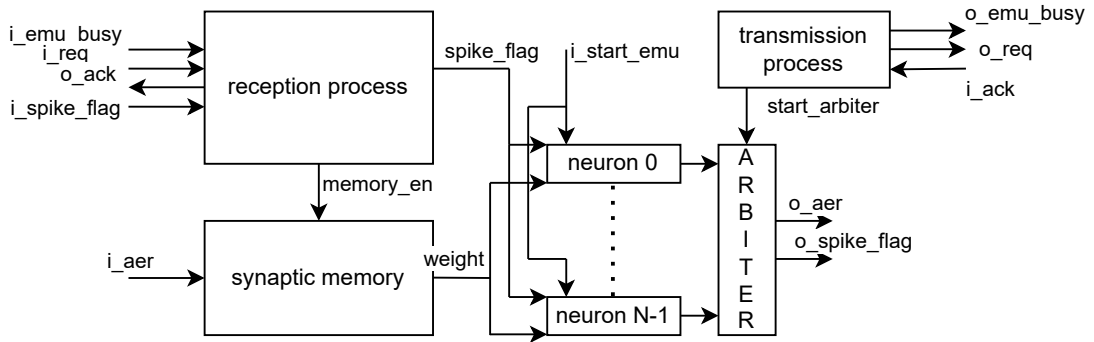 i_emu_busy
i_req
o_ack
i_spike_flag
reception process
spike_flag
i_start_emu
transmission
process
o_emu_busy
o_req
i_ack
start_arbiter
memory_en
neuron 0
ARBITER
o_aer
o_spike_flag
i_aer
synaptic memory
weight
neuron N-1